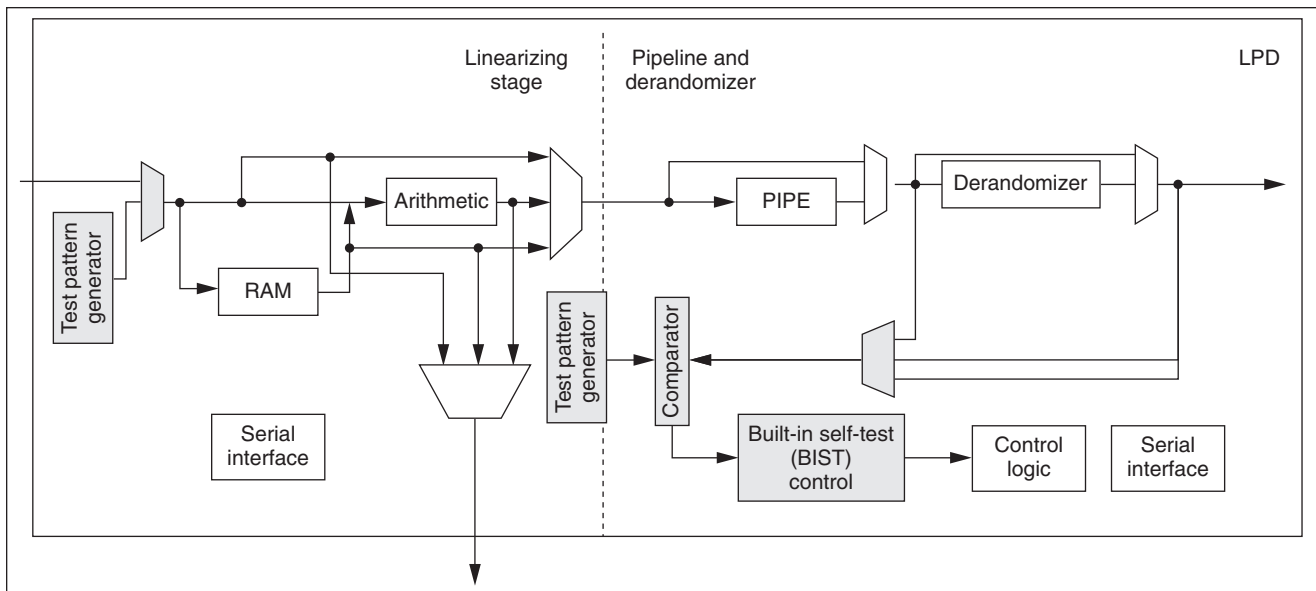 Linearizing
stage
Pipeline and
derandomizer
LPD
Test pattern
generator
Arithmetic
RAM
PIPE
Derandomizer
Test pattern
generator
Comparator
Serial
interface
Built-in self-test
(BIST)
control
Control
logic
Serial
interface